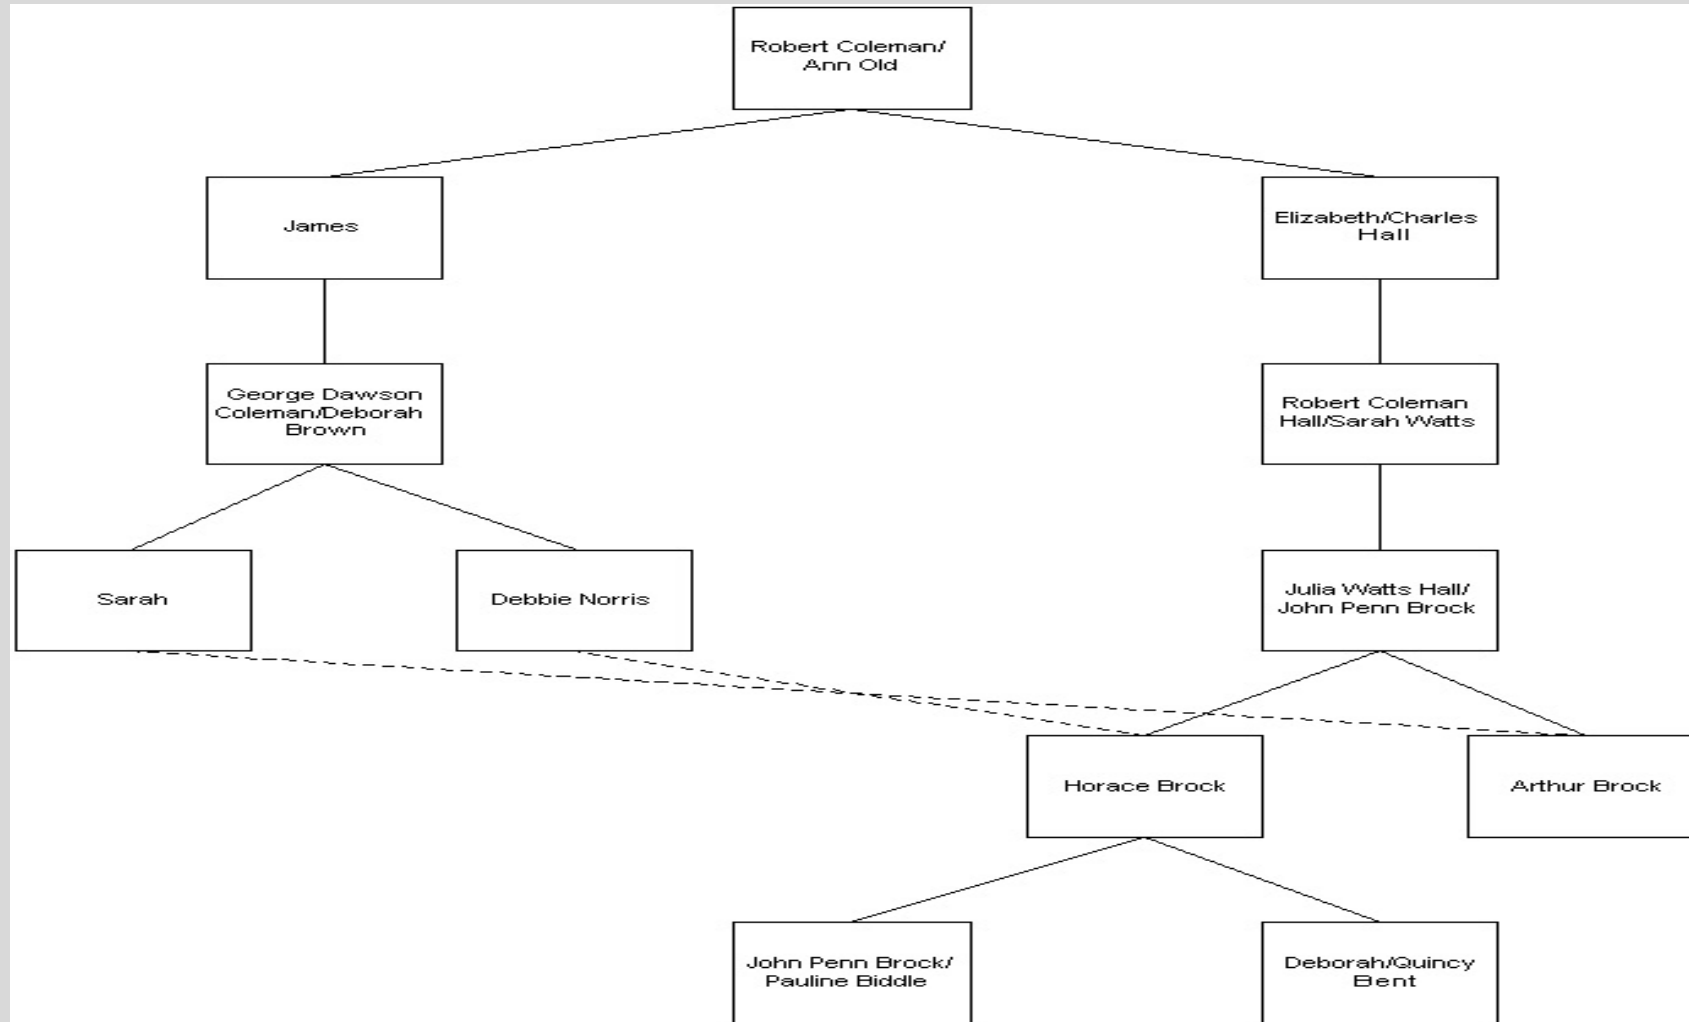 Robert Coleman/
Ann Old
James
Elizabeth/Charles
Hall
George Dawson
Coleman/Deborah
Brown
Robert Coleman
Hall/Sarah Watts
Sarah
Debbie Norris
Julia Watts Hall/
John Penn Brock
Horace Brock
Arthur Brock
John Penn Brock/
Pauline Biddle
Deborah/Quincy
Bent